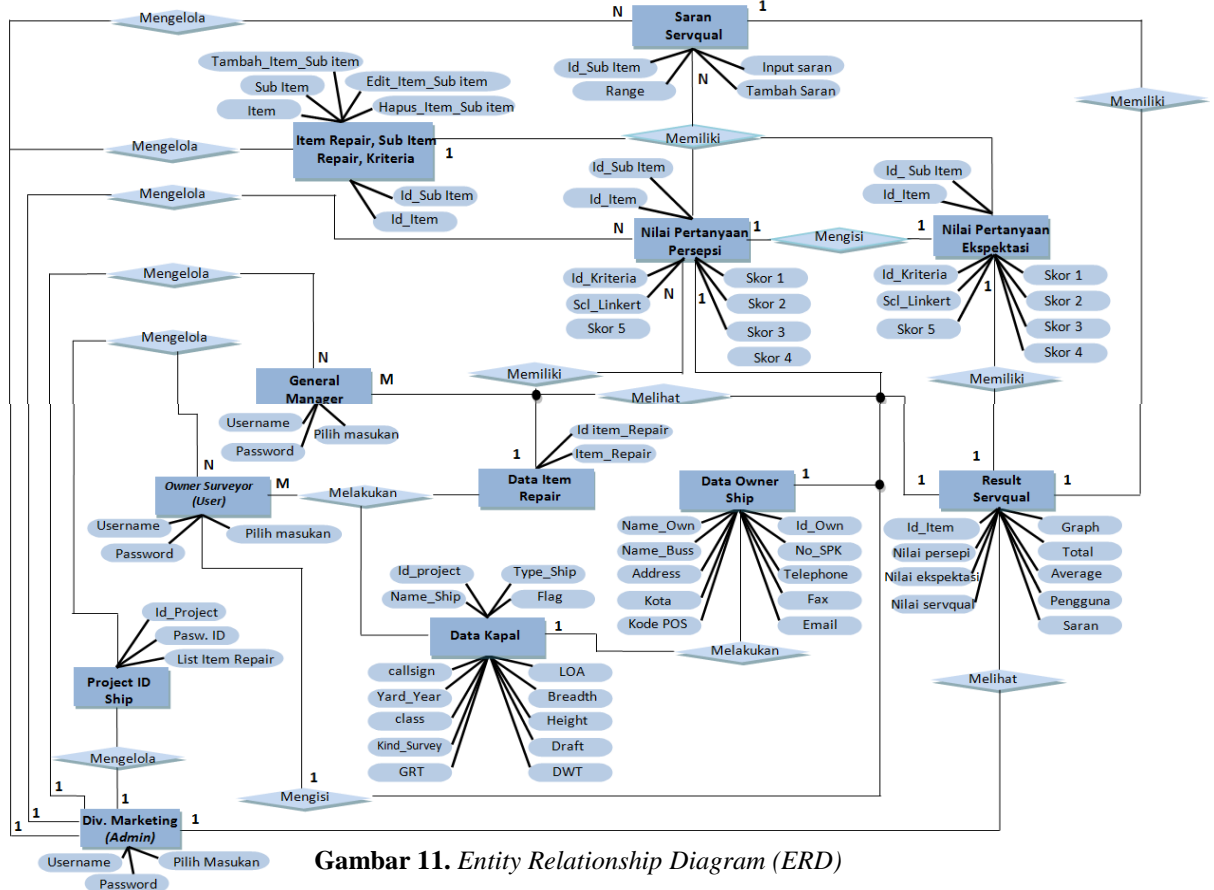 Mengelola
N
Saran
Servqual
1
Id_Sub Item
Range
N
Input saran
Tambah Saran
Tambah_Item_Sub item
Sub Item
Item
Edit_Item_Sub item
Hapus_Item_Sub item
Memiliki
Mengelola
Item Repair, Sub Item
Repair, Kriteria
1
Memiliki
Id_Sub Item
Id_Item
Mengelola
Id_Sub Item
Id_Item
Id_ Sub Item
Id_Item
N
Nilai Pertanyaan
Persepsi
1
Mengisi
1
Nilai Pertanyaan
Ekspektasi
Mengelola
Id_Kriteria
Scl_Linkert
Skor 5
N
1
Skor 1
Skor 2
Skor 3
Skor 4
Id_Kriteria
Scl_Linkert
Skor 5
1
Skor 1
Skor 2
Skor 3
Skor 4
Mengelola
N
General
Manager
M
Memiliki
Melihat
Memiliki
Username
Password
Pilih masukan
Id item_Repair
Item_Repair
N
Owner Surveyor
(User)
M
Melakukan
1
Data Item
Repair
Data Owner
Ship
1
1
1
Result
Servqual
1
Username
Password
Pilih masukan
Name_Own
Name_Buss
Address
Kota
Kode POS
Id_Own
No_SPK
Telephone
Fax
Email
Id_Item
Nilai persepi
Nilai ekspektasi
Nilai servqual
Graph
Total
Average
Pengguna
Saran
Id_project
Name_Ship
Type_Ship
Flag
Id_Project
Pasw. ID
List Item Repair
Data Kapal
1
Melakukan
Project ID
Ship
callsign
Yard_Year
class
Kind_Survey
GRT
LOA
Breadth
Height
Draft
DWT
Melihat
Mengelola
1
Mengisi
1
1
1
1
Div. Marketing
(Admin)
1
Username
Password
Pilih Masukan
Gambar 11. Entity Relationship Diagram (ERD)